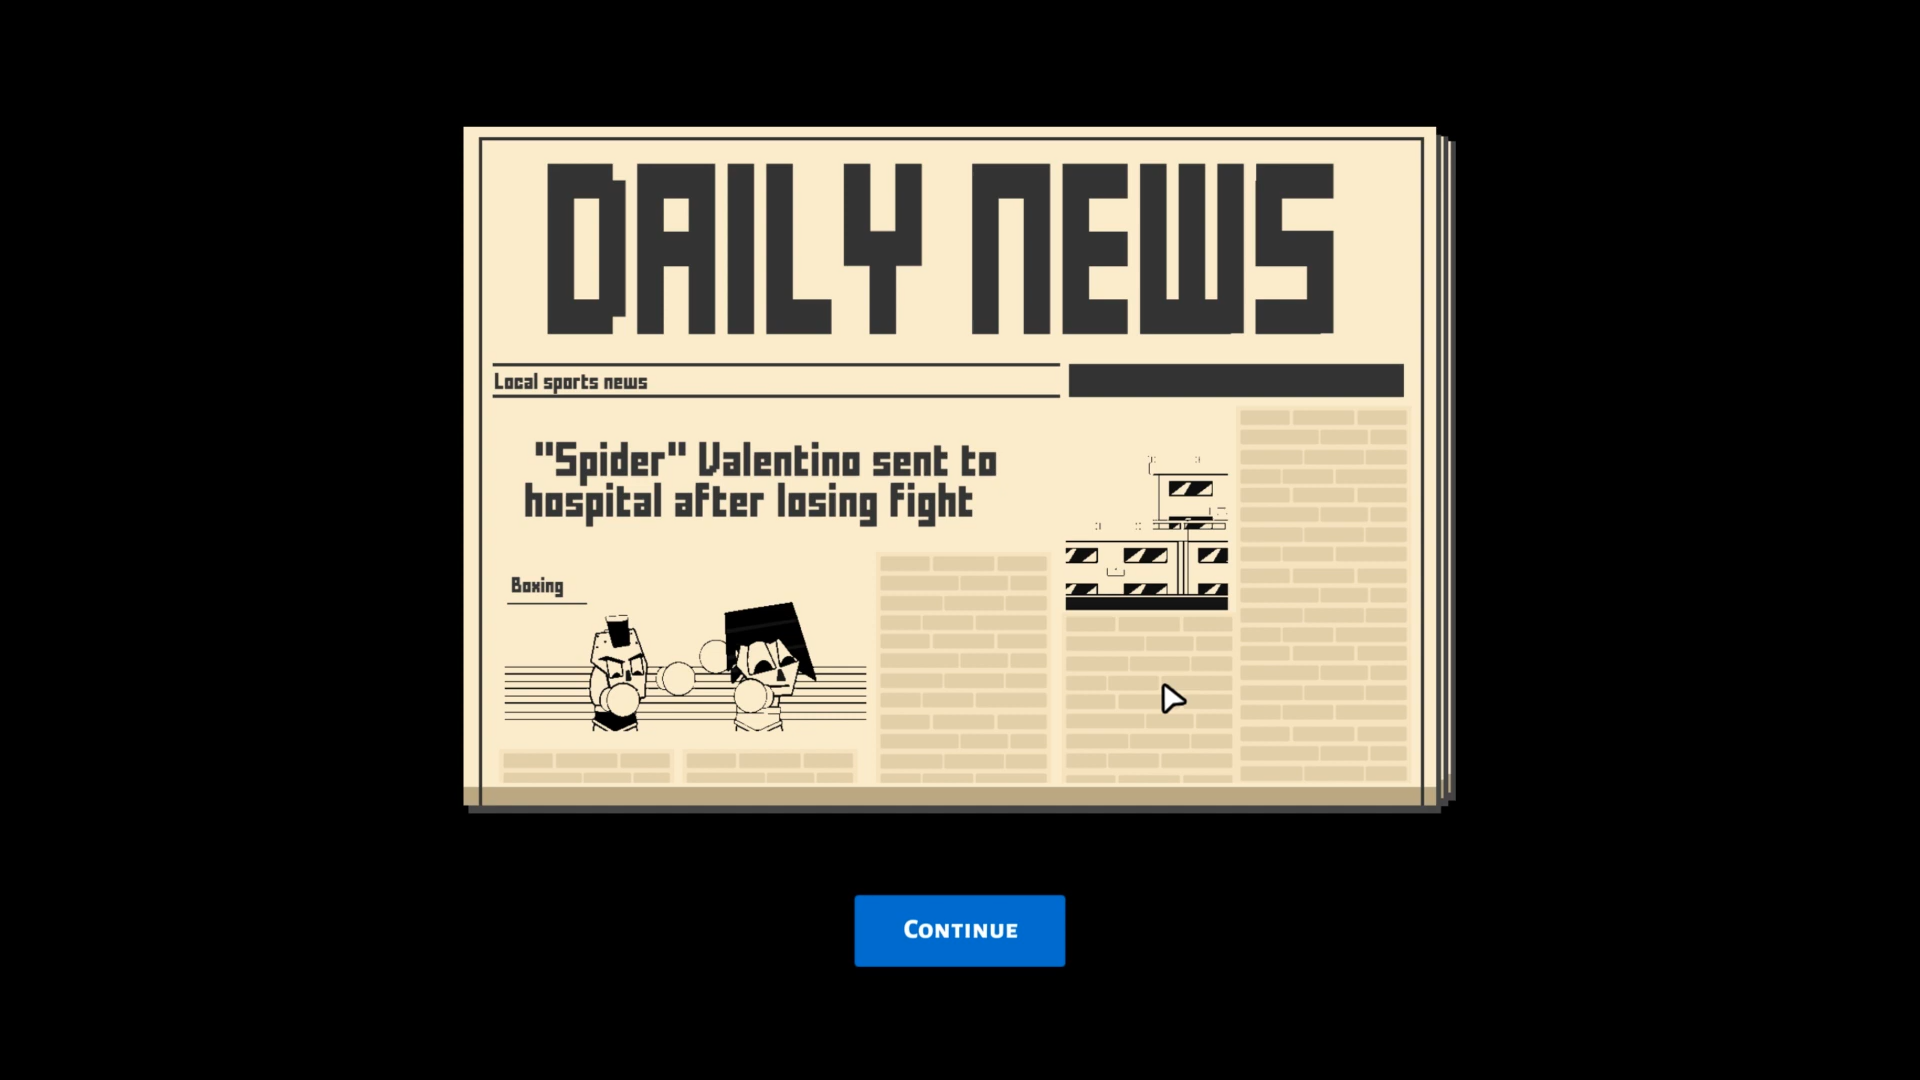 DAILY NEWS
Local sports news
"Spider" Valentino sent to
hospital after losing fight
Boxing
CONTINUE